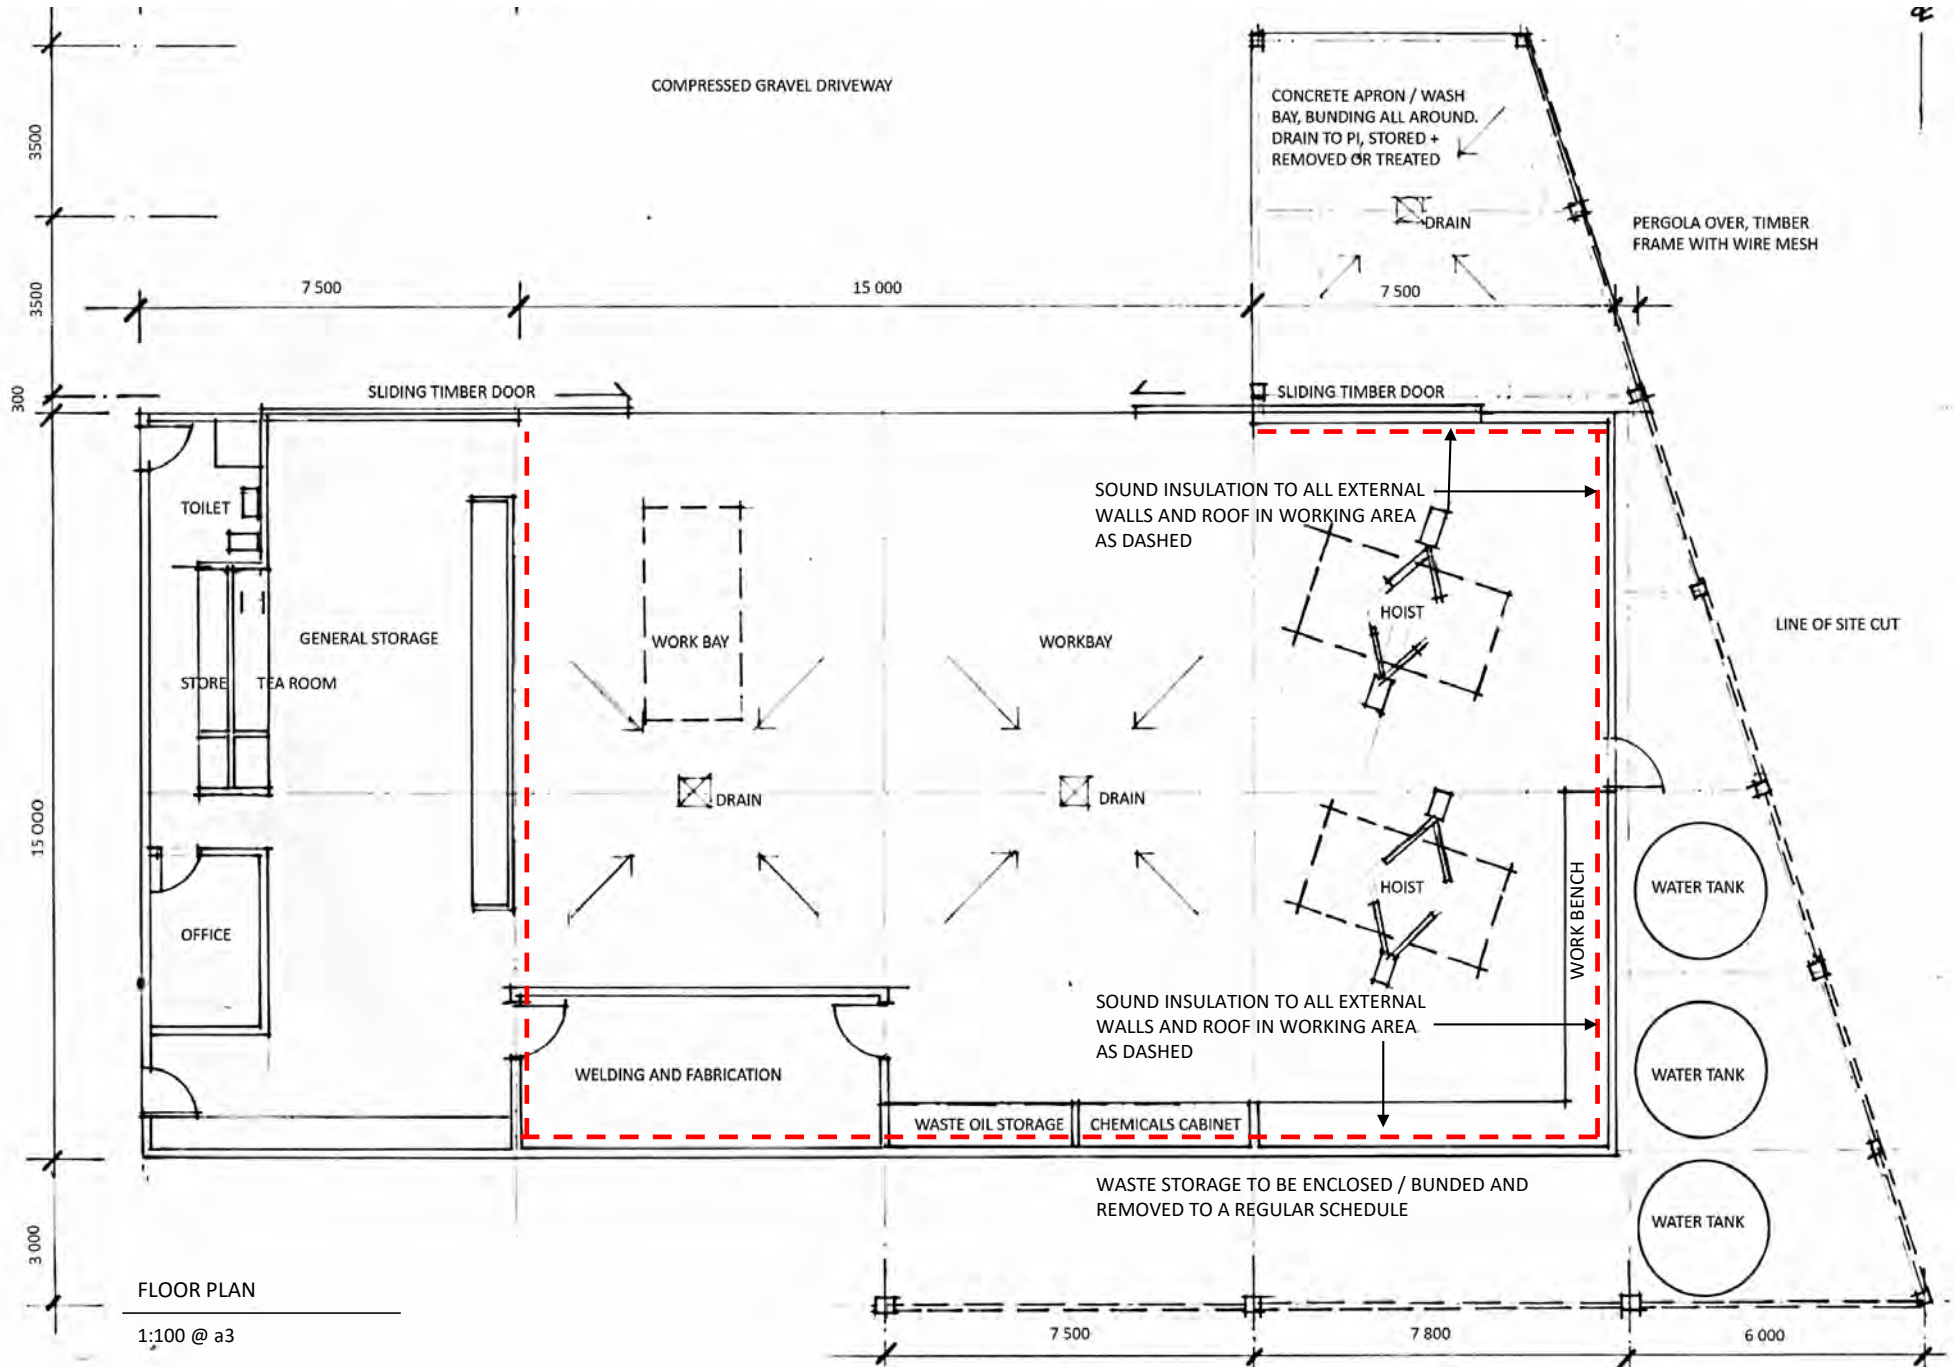 COMPRESSED GRAVEL DRIVEWAY
CONCRETE APRON / WASH
BAY, BUNDING ALL AROUND.
DRAIN TO PI, STORED +
REMOVED OR TREATED
DRAIN
PERGOLA OVER, TIMBER
FRAME WITH WIRE MESH
3500
3500
300
15 000
3 000
7 500
15 000
7 500
SLIDING TIMBER DOOR
SLIDING TIMBER DOOR
SOUND INSULATION TO ALL EXTERNAL
WALLS AND ROOF IN WORKING AREA
AS DASHED
TOILET
GENERAL STORAGE
WORK BAY
WORKBAY
HOIST
LINE OF SITE CUT
STORE
TEA ROOM
DRAIN
DRAIN
HOIST
WATER TANK
OFFICE
WORK BENCH
SOUND INSULATION TO ALL EXTERNAL
WALLS AND ROOF IN WORKING AREA
AS DASHED
WELDING AND FABRICATION
WATER TANK
WASTE OIL STORAGE
CHEMICALS CABINET
WASTE STORAGE TO BE ENCLOSED / BUNDED AND
REMOVED TO A REGULAR SCHEDULE
WATER TANK
FLOOR PLAN
1:100 @ a3
7 500
7 800
6 000